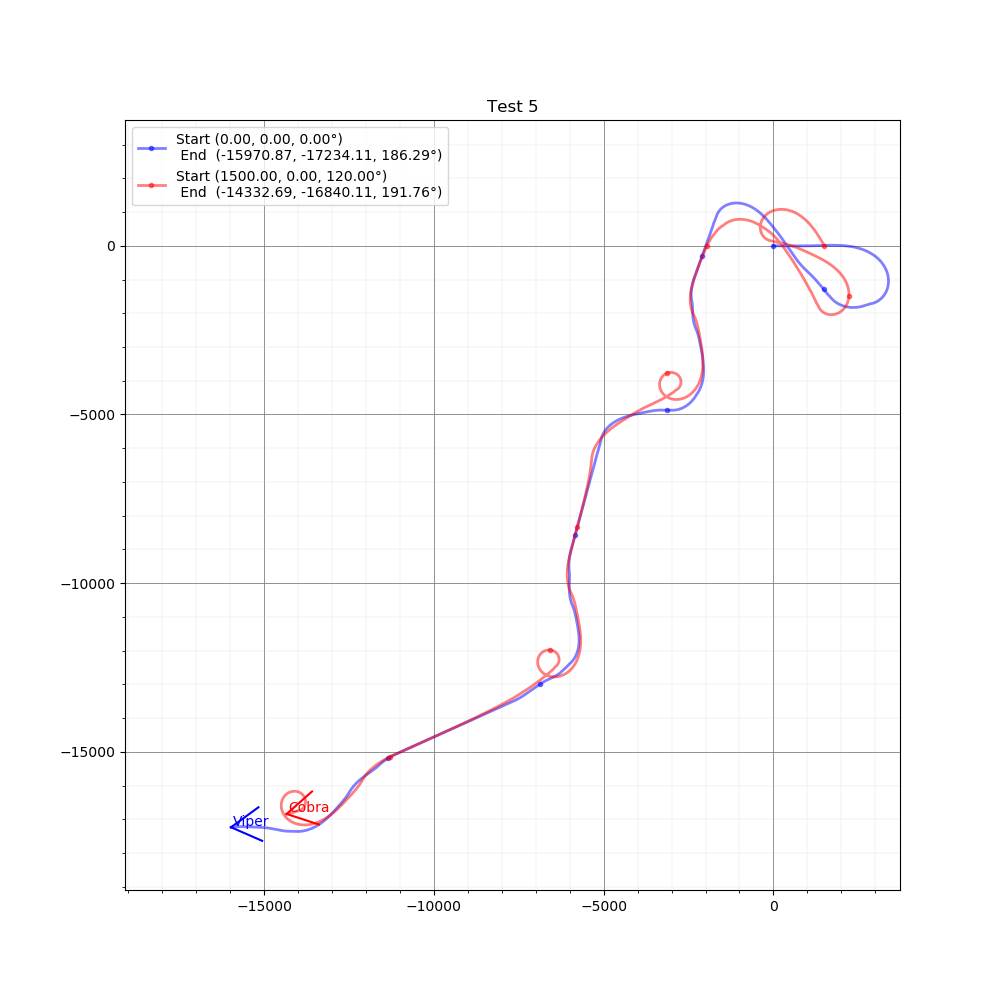 Test 5
Start (0.00, 0.00, 0.00°)
End (-15970.87, -17234.11, 186.29°)
Start (1500.00, 0.00, 120.00°)
End (-14332.69, -16840.11, 191.76°)
0
−5000
−10000
−15000
Cobra
Viper
−15000
−10000
−5000
0